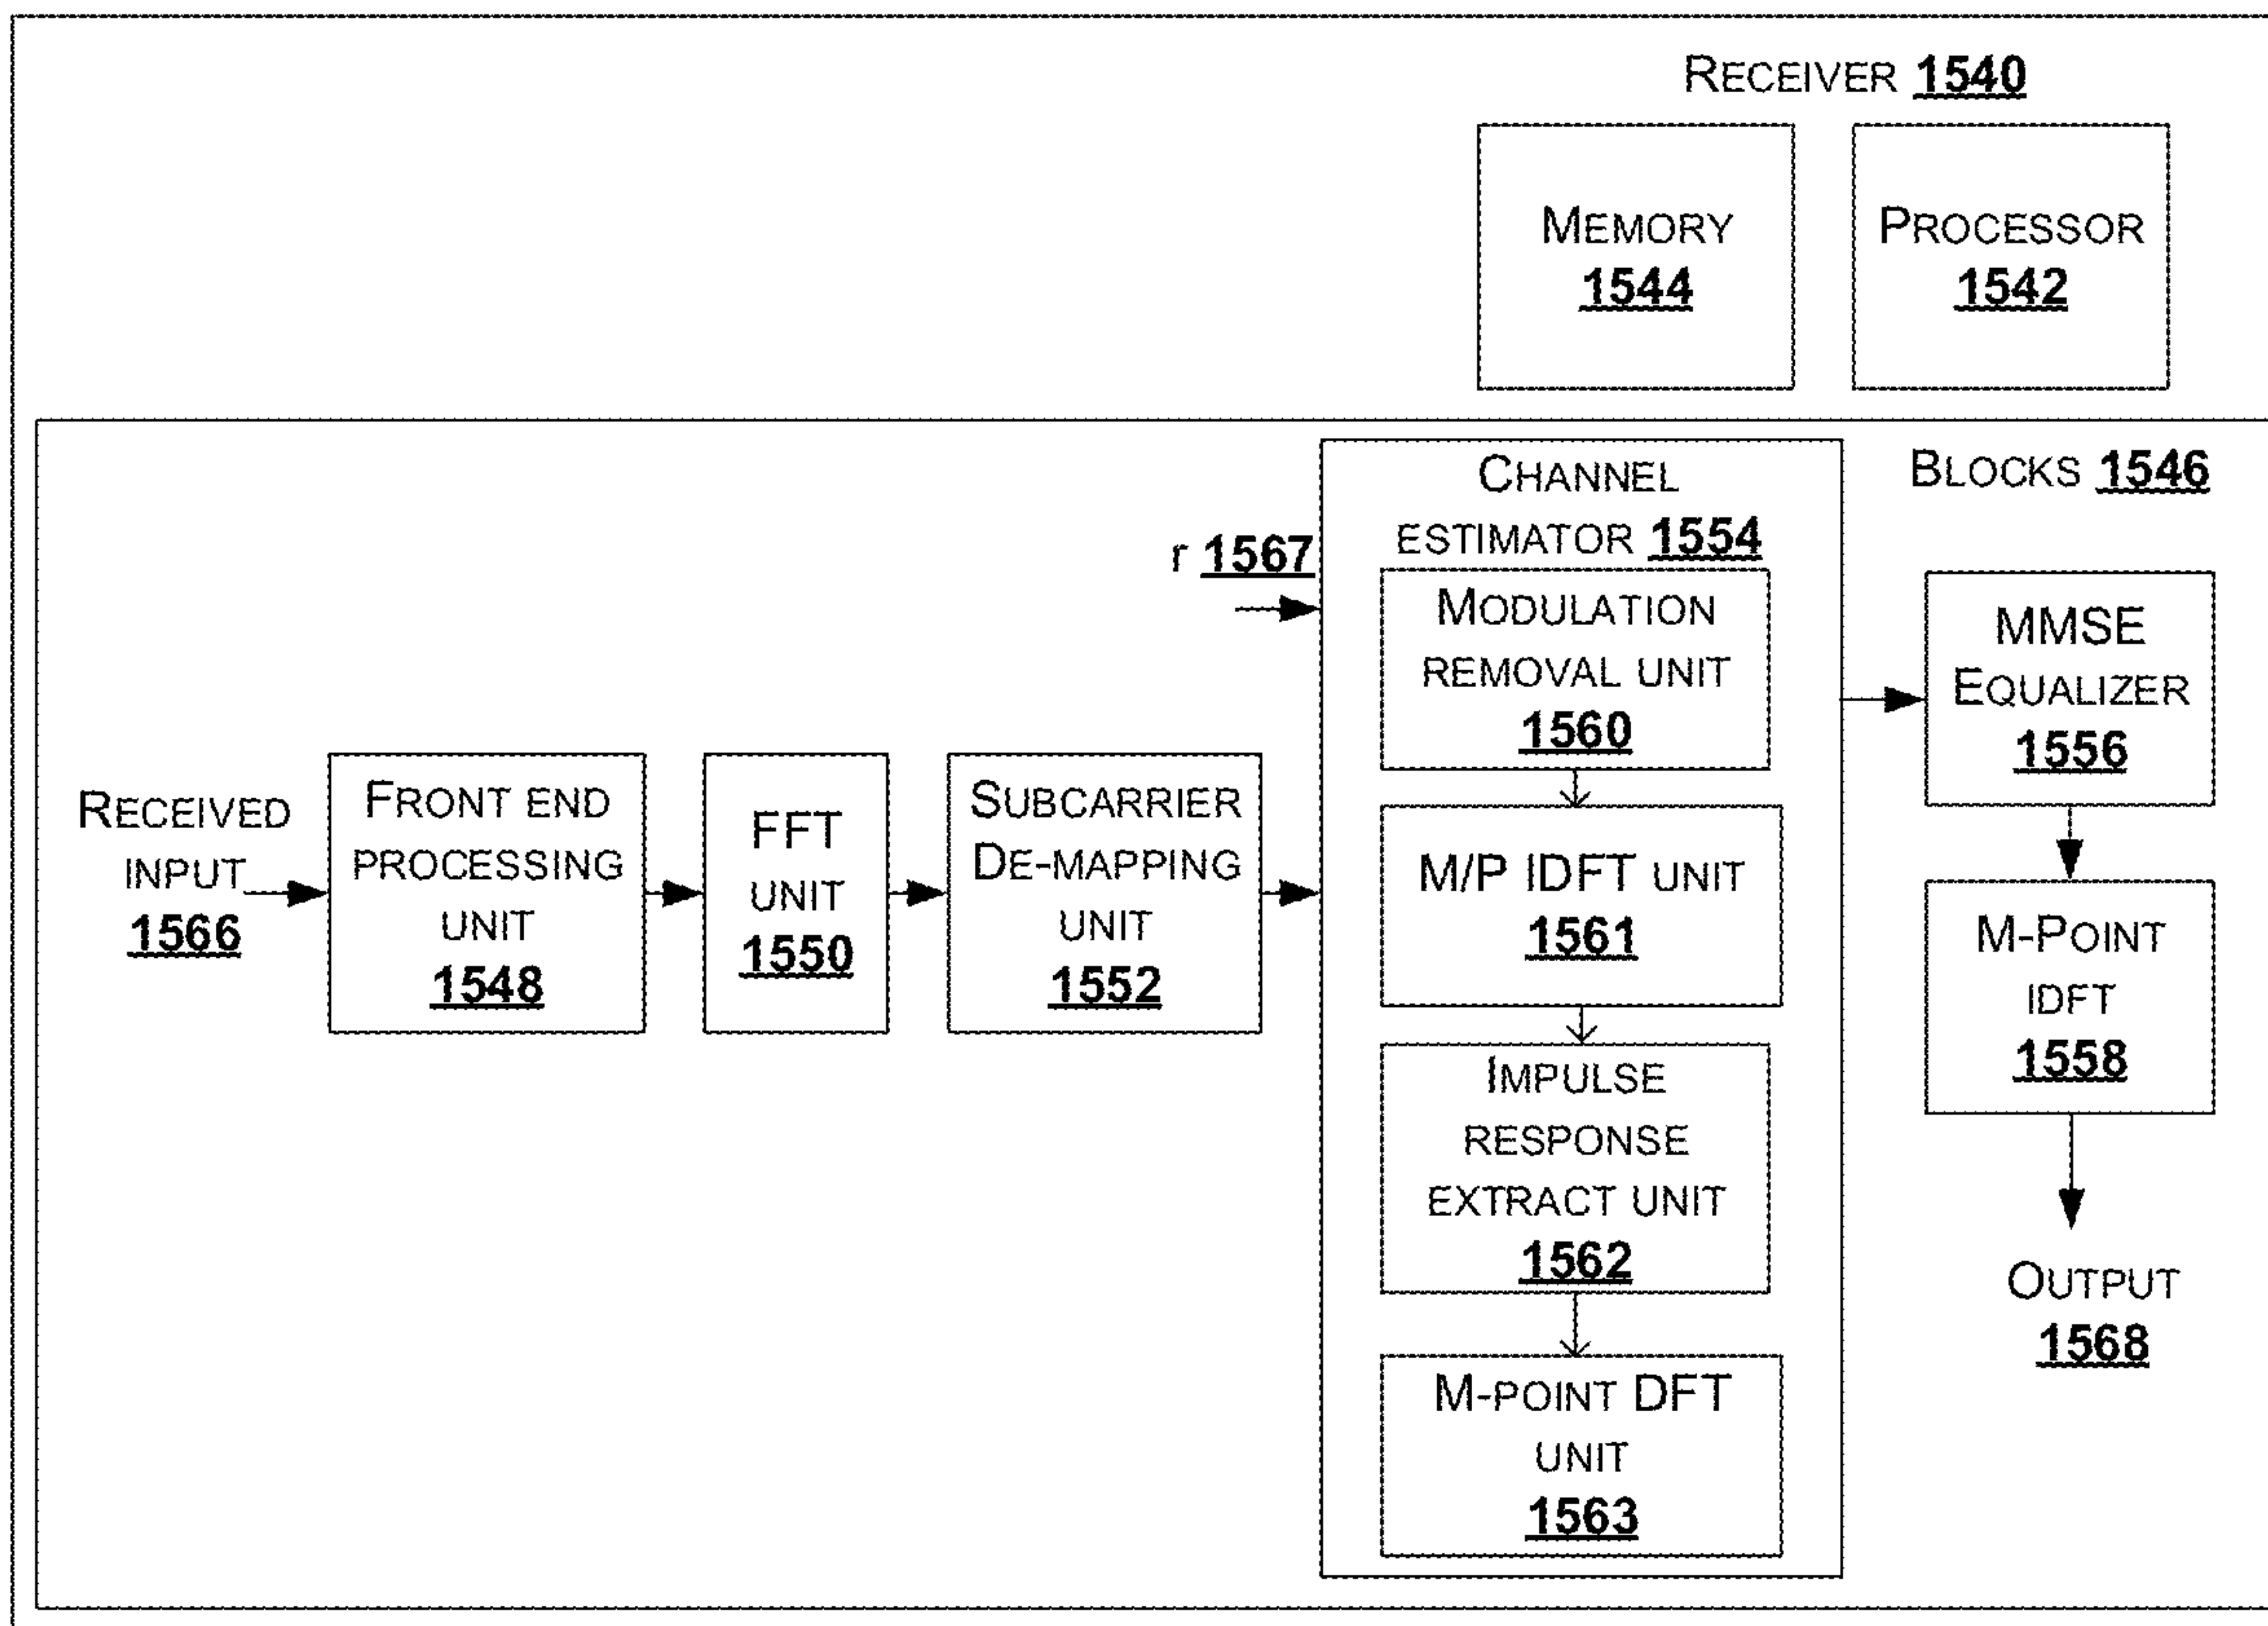 RECEIVER 1540
MEMORY
1544
PROCESSOR
1542
BLOCKS 1546
RECEIVED
INPUT
1566
FRONT END
PROCESSING
UNIT
1548
FFT
UNIT
1550
SUBCARRIER
DE-MAPPING
UNIT
1552
r 1567
CHANNEL
ESTIMATOR 1554
MODULATION
REMOVAL UNIT
1560
M/P IDFT UNIT
1561
IMPULSE
RESPONSE
EXTRACT UNIT
1562
M-POINT DFT
UNIT
1563
MMSE
EQUALIZER
1556
M-POINT
IDFT
1558
OUTPUT
1568